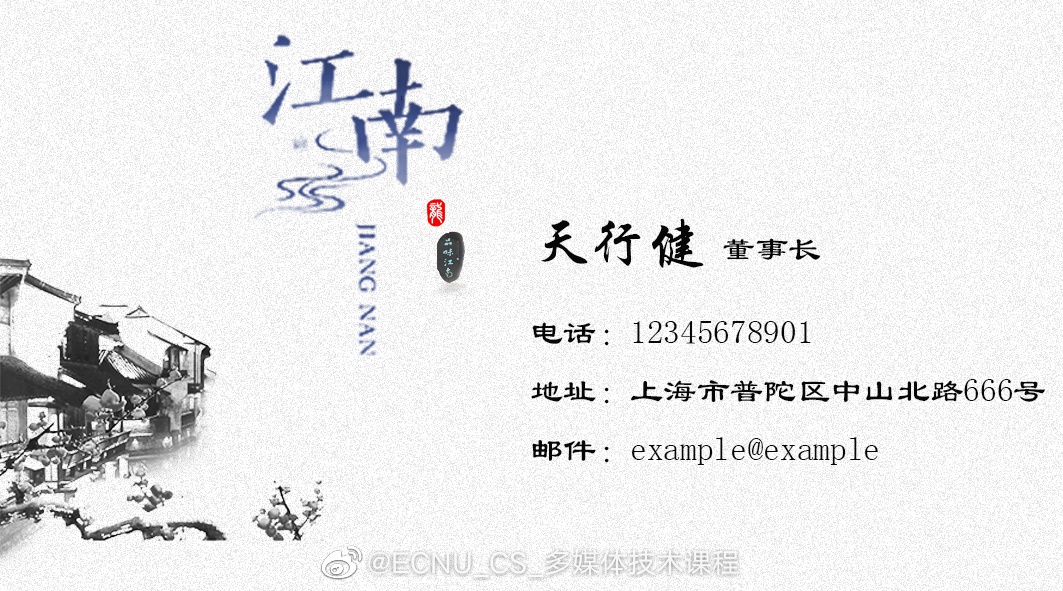 江南
JIANG NAN
龍
品味江南
天行健 董事长
电话：12345678901
地址：上海市普陀区中山北路666号
邮件：example@example
@ECNU_CS_多媒体技术课程